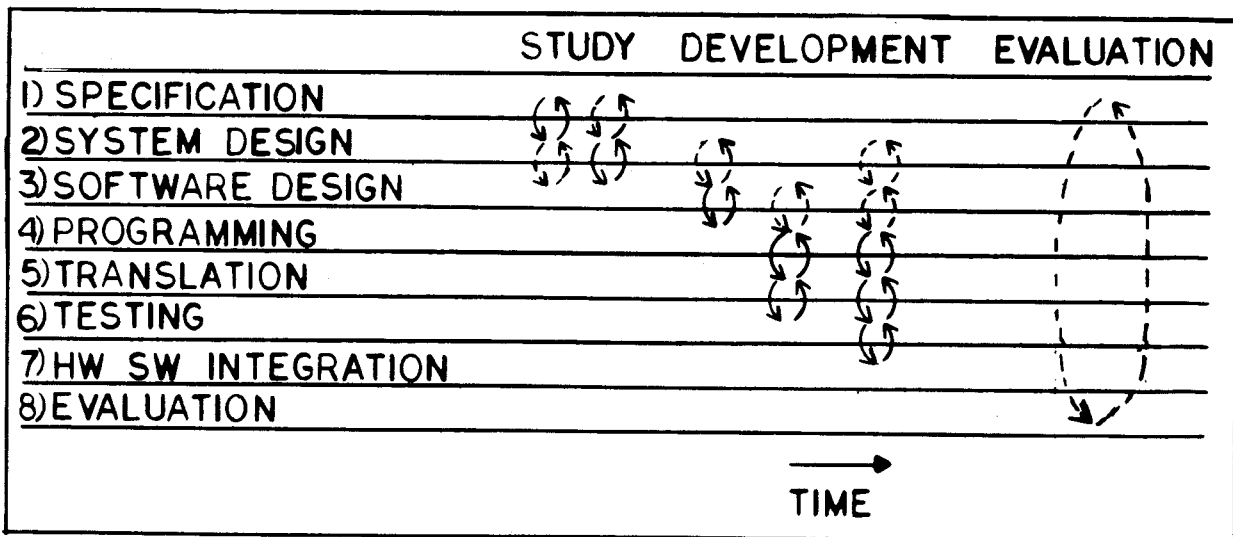 STUDY DEVELOPMENT EVALUATION
1) SPECIFICATION
2) SYSTEM DESIGN
3) SOFTWARE DESIGN
4) PROGRAMMING
5) TRANSLATION
6) TESTING
7) HW SW INTEGRATION
8) EVALUATION
TIME